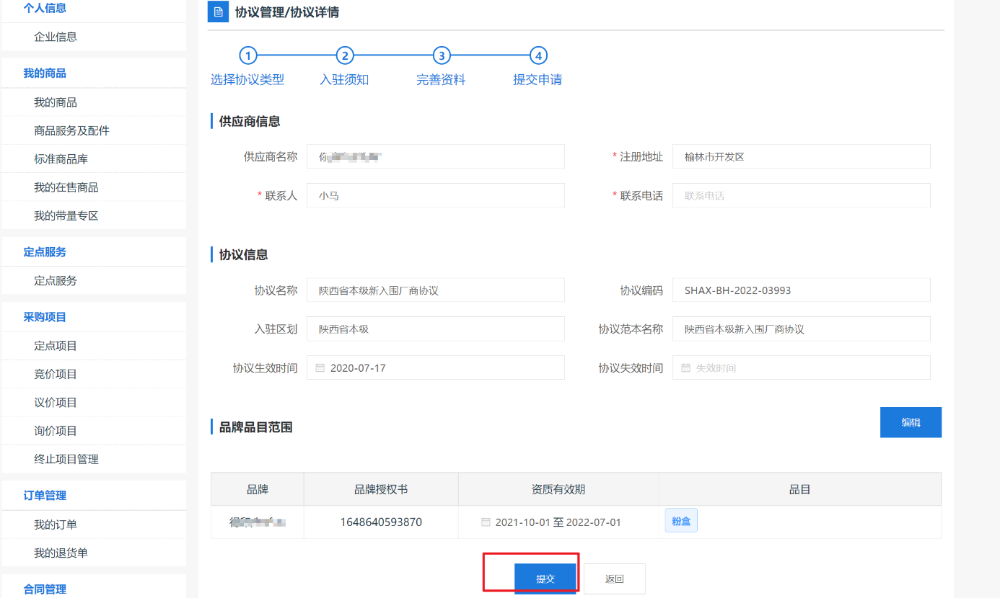 个人信息
企业信息
我的商品
我的商品
商品服务及配件
标准商品库
我的在售商品
我的带量专区
定点服务
定点服务
采购项目
定点项目
竞价项目
议价项目
询价项目
终止项目管理
订单管理
我的订单
我的退货单
合同管理
协议管理/协议详情
1 2 3 4
选择协议类型 入驻须知 完善资料 提交申请
供应商信息
供应商名称 * 注册地址 榆林市开发区
* 联系人 小马 * 联系电话 联系电话
协议信息
协议名称 陕西省本级新入围厂商协议 协议编码 SHAX-BH-2022-03993
入驻区划 陕西省本级 协议范本名称 陕西省本级新入围厂商协议
协议生效时间 2020-07-17 协议失效时间 失效时间
品牌品目范围 编辑
品牌 品牌授权书 资质有效期 品目
1648640593870 2021-10-01 至 2022-07-01 粉盒
提交 返回